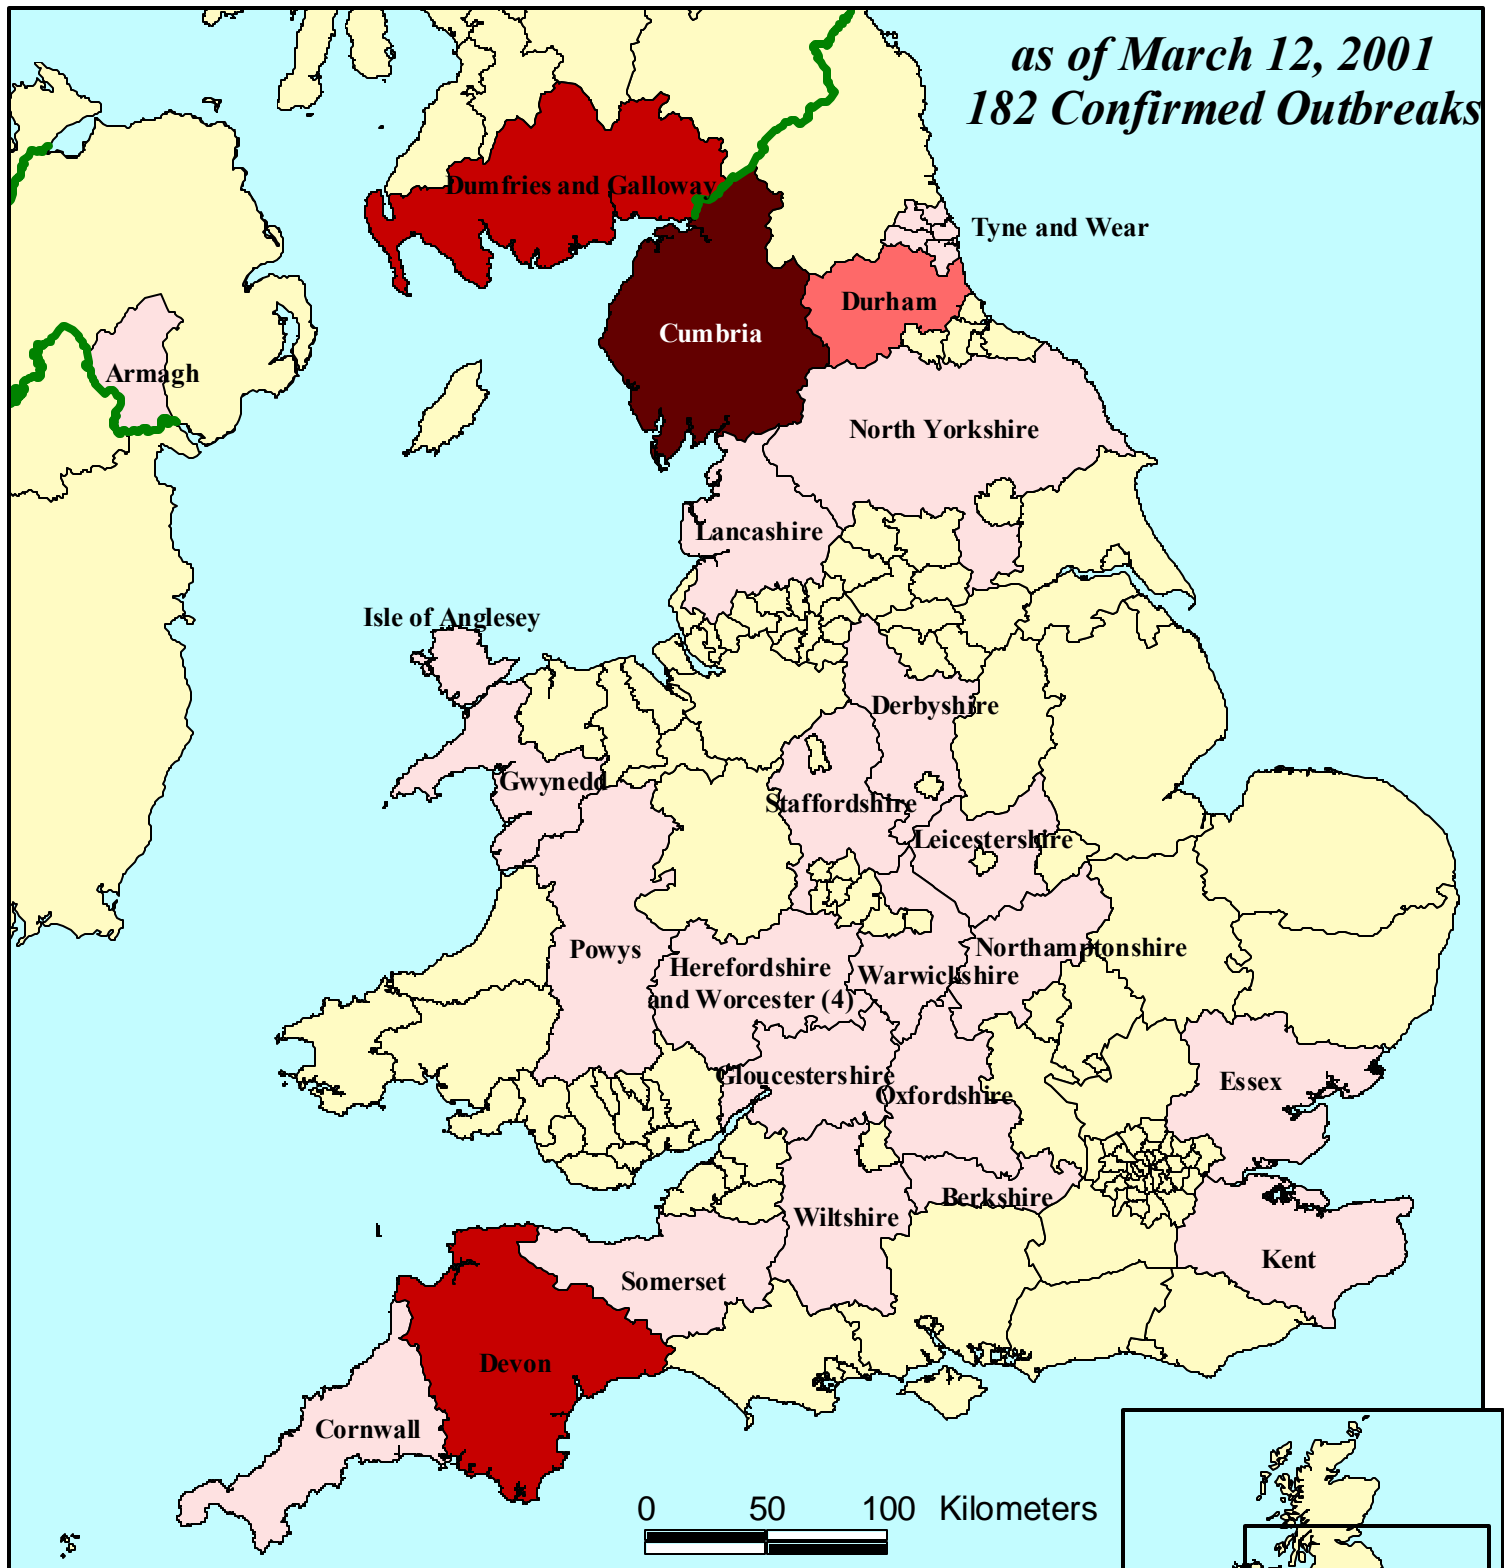 as of March 12, 2001
182 Confirmed Outbreaks
Dumfries and Galloway
Tyne and Wear
Durham
Cumbria
Armagh
North Yorkshire
Lancashire
Isle of Anglesey
Derbyshire
Gwynedd
Staffordshire
Leicestershire
Powys
Northamptonshire
Herefordshire
and Worcester (4)
Warwickshire
Gloucestershire
Oxfordshire
Essex
Berkshire
Wiltshire
Kent
Somerset
Devon
Cornwall
0 50 100 Kilometers